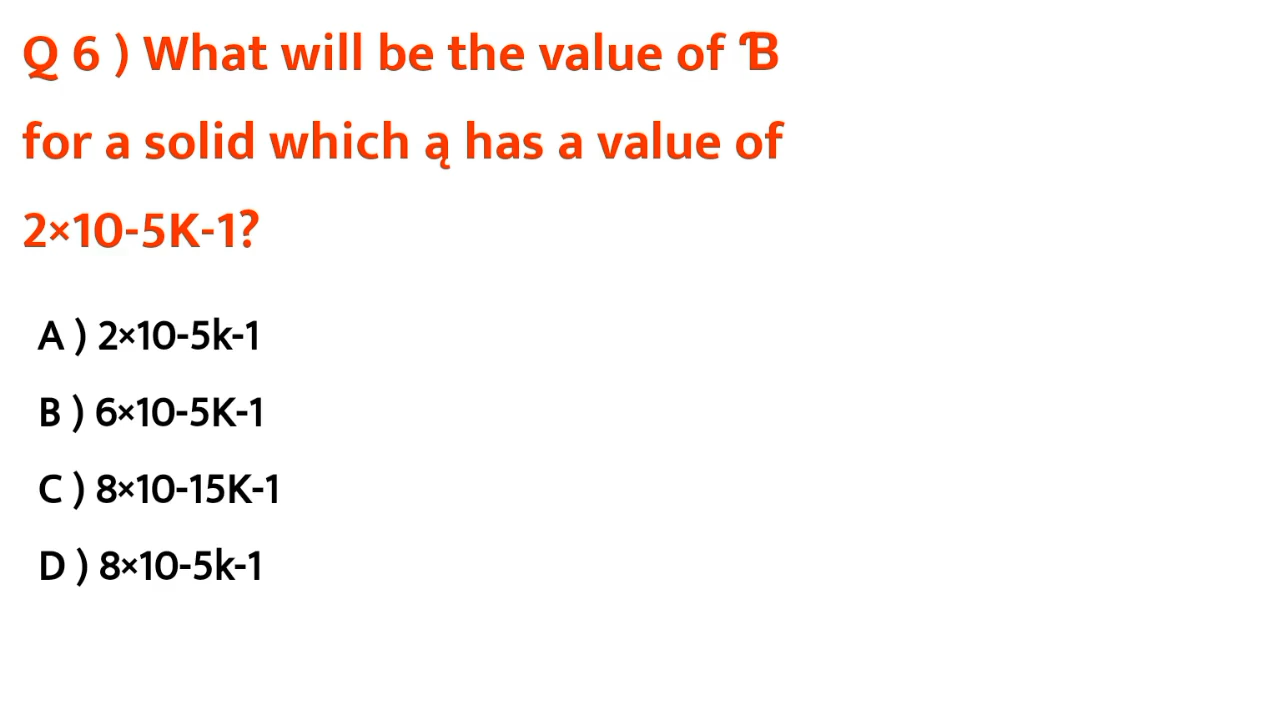 Q 6 ) What will be the value of Ɓ
for a solid which ą has a value of
2×10-5K-1?
A ) 2×10-5k-1
B ) 6×10-5K-1
C ) 8×10-15K-1
D ) 8×10-5k-1